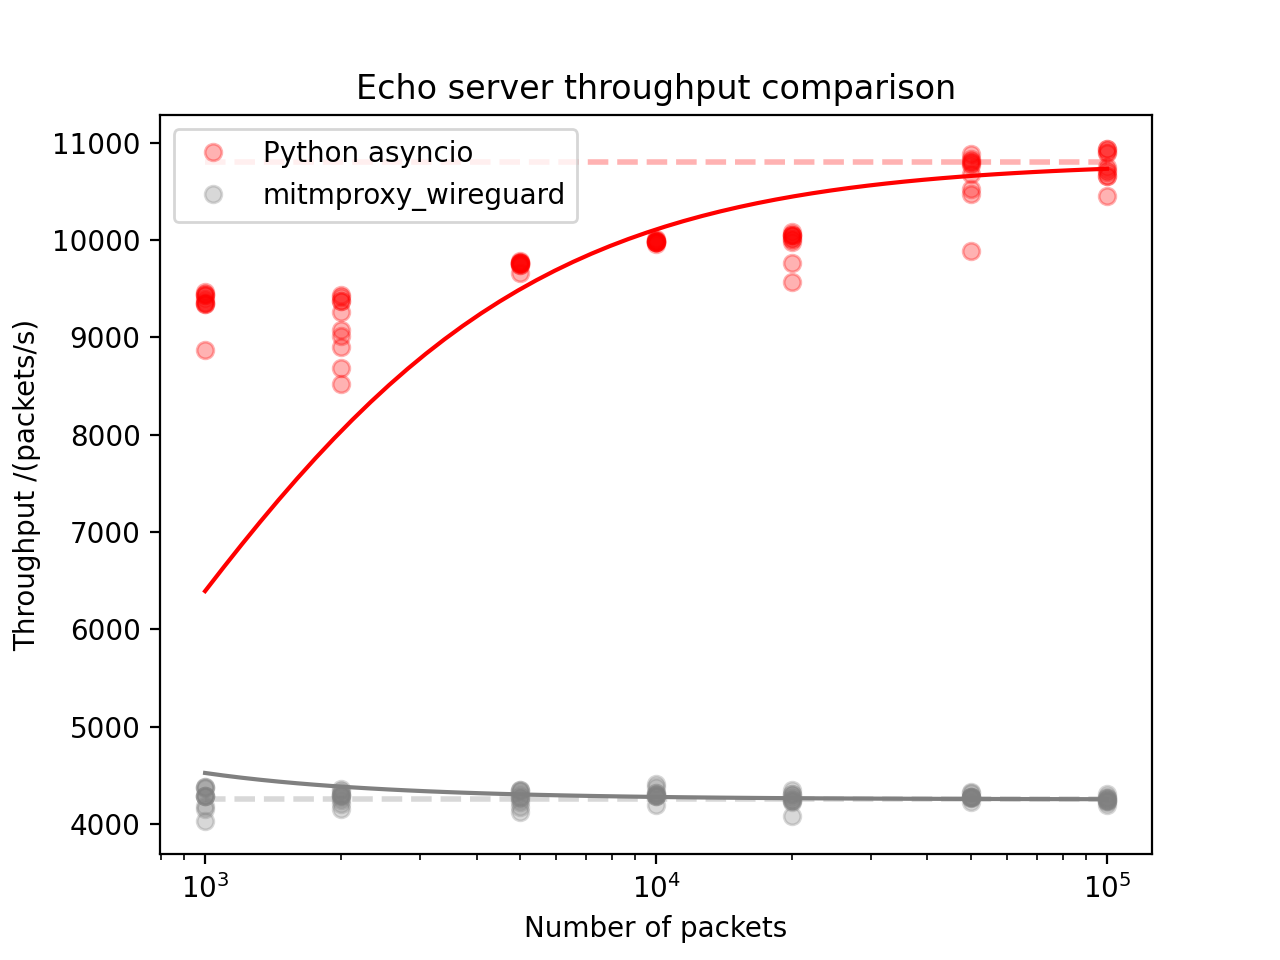 Echo server throughput comparison
Python asyncio
mitmproxy_wireguard
Throughput /(packets/s)
11000
10000
9000
8000
7000
6000
5000
4000
10³
10⁴
10⁵
Number of packets